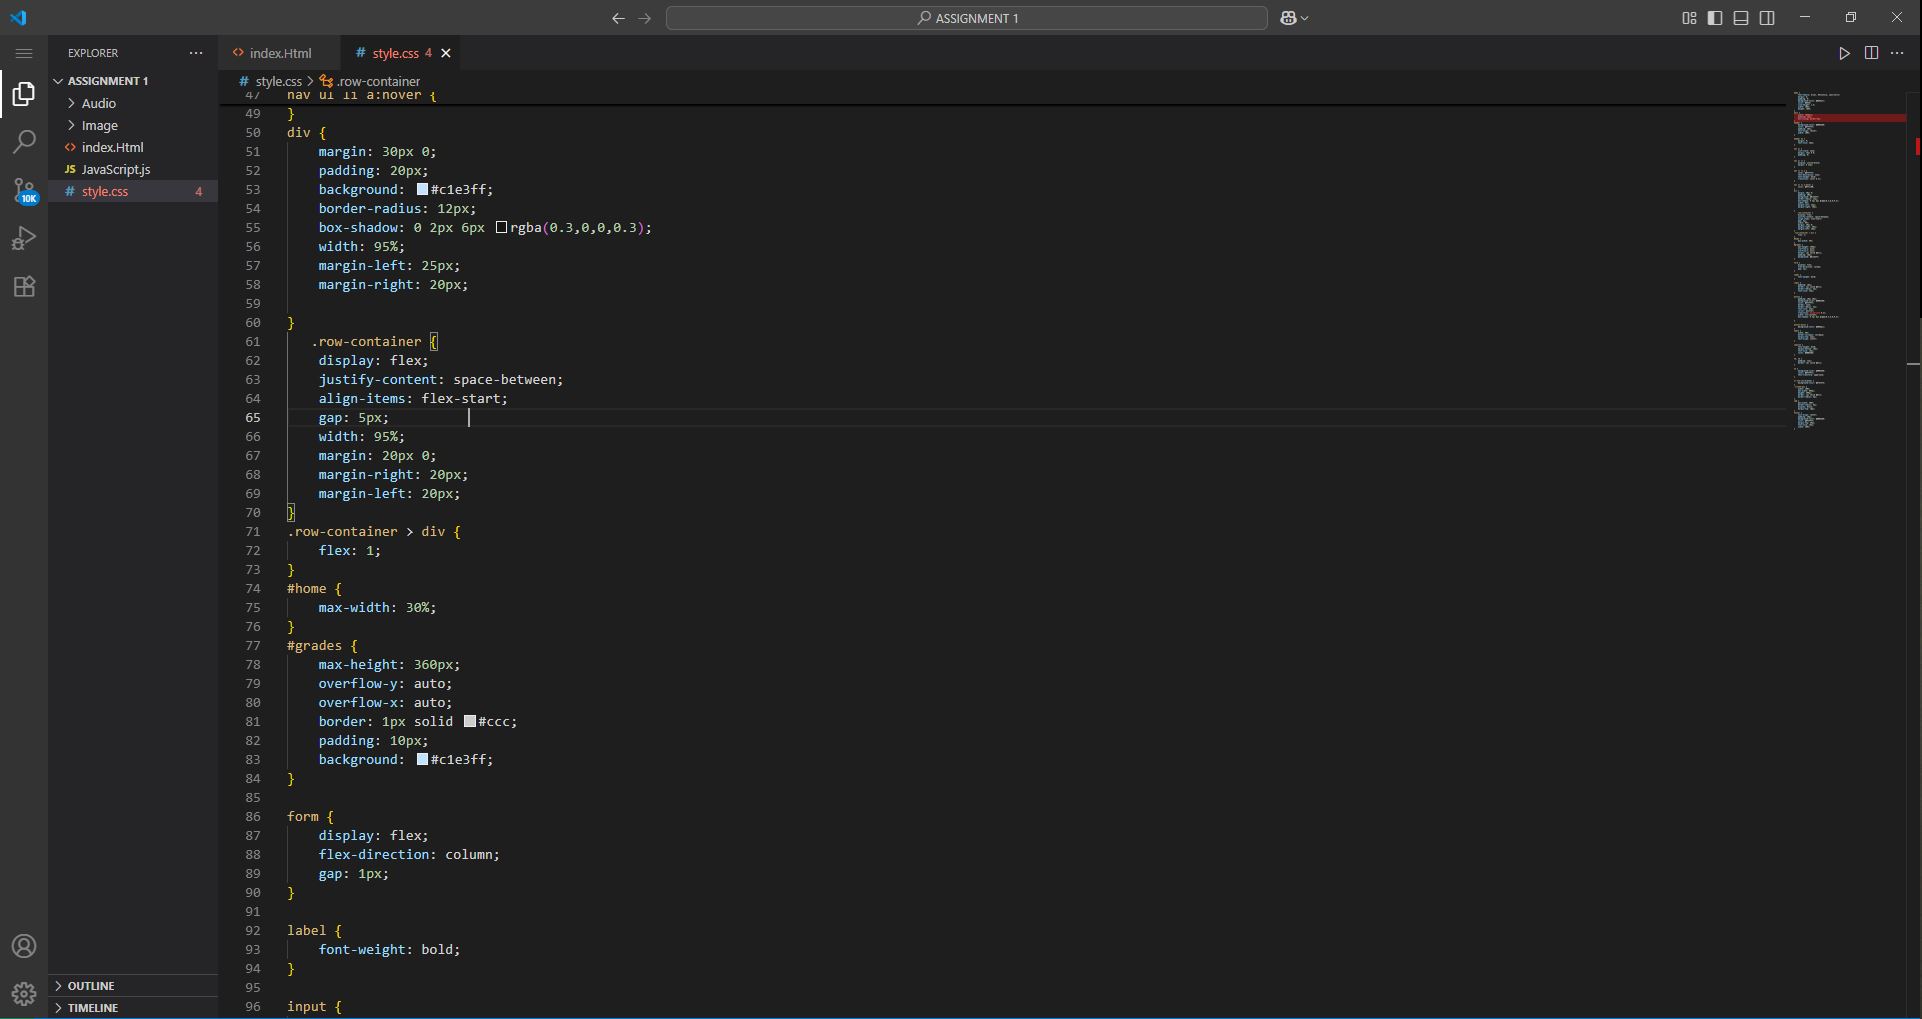 ASSIGNMENT 1
EXPLORER
ASSIGNMENT 1
Audio
Image
index.Html
JS JavaScript.js
# style.css 4
10K
OUTLINE
TIMELINE
index.Html
# style.css 4
# style.css > .row-container
47 nav ul li a:hover {
49 }
50 div {
51 margin: 30px 0;
52 padding: 20px;
53 background: #c1e3ff;
54 border-radius: 12px;
55 box-shadow: 0 2px 6px rgba(0.3,0,0,0.3);
56 width: 95%;
57 margin-left: 25px;
58 margin-right: 20px;
59
60 }
61 .row-container {
62 display: flex;
63 justify-content: space-between;
64 align-items: flex-start;
65 gap: 5px;
66 width: 95%;
67 margin: 20px 0;
68 margin-right: 20px;
69 margin-left: 20px;
70 }
71 .row-container > div {
72 flex: 1;
73 }
74 #home {
75 max-width: 30%;
76 }
77 #grades {
78 max-height: 360px;
79 overflow-y: auto;
80 overflow-x: auto;
81 border: 1px solid #ccc;
82 padding: 10px;
83 background: #c1e3ff;
84 }
85
86 form {
87 display: flex;
88 flex-direction: column;
89 gap: 1px;
90 }
91
92 label {
93 font-weight: bold;
94 }
95
96 input {